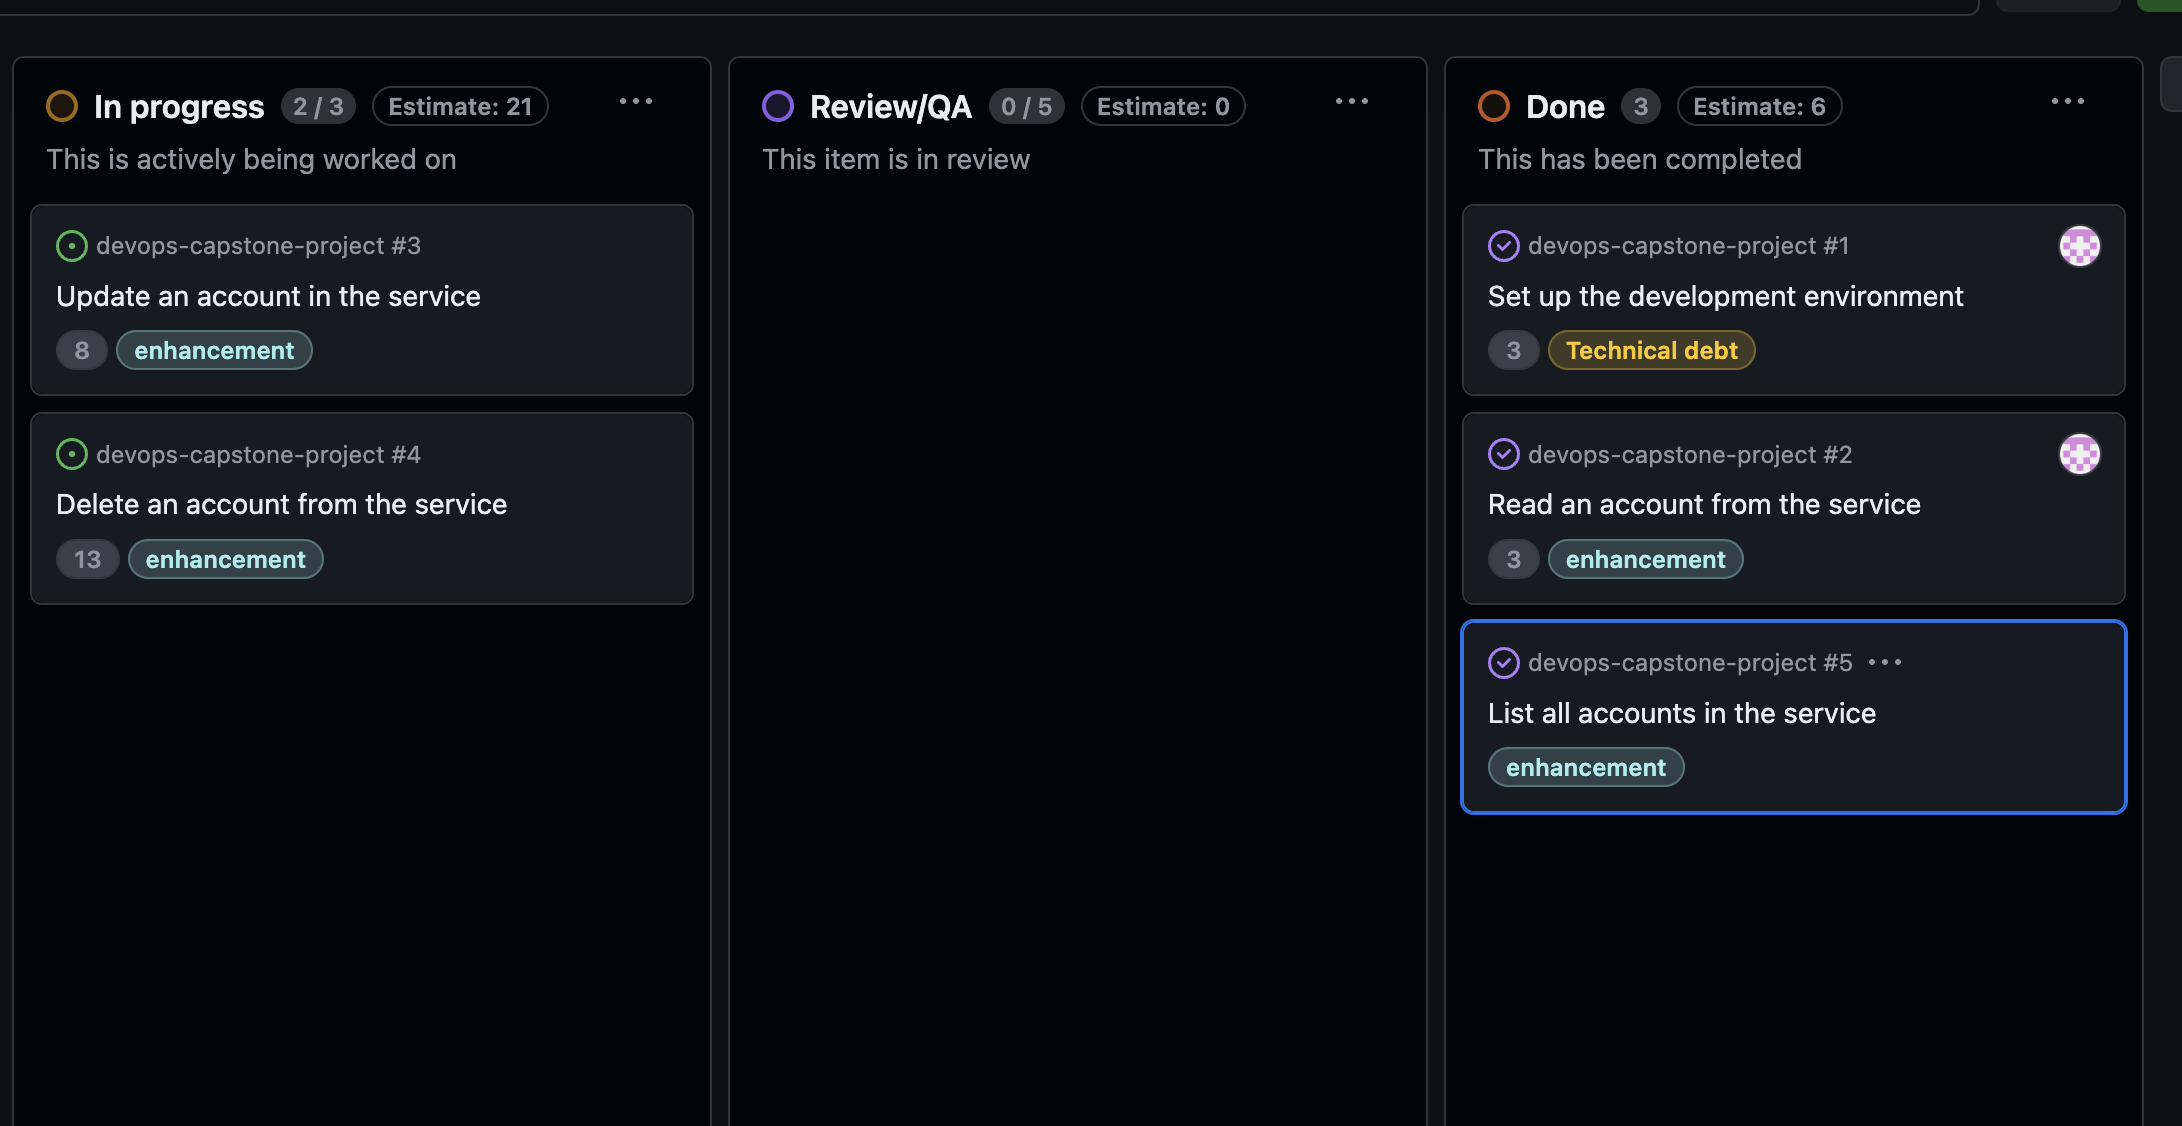 In progress 2 / 3 Estimate: 21
This is actively being worked on
devops-capstone-project #3
Update an account in the service
8 enhancement
devops-capstone-project #4
Delete an account from the service
13 enhancement
Review/QA 0 / 5 Estimate: 0
This item is in review
Done 3 Estimate: 6
This has been completed
devops-capstone-project #1
Set up the development environment
3 Technical debt
devops-capstone-project #2
Read an account from the service
3 enhancement
devops-capstone-project #5
List all accounts in the service
enhancement